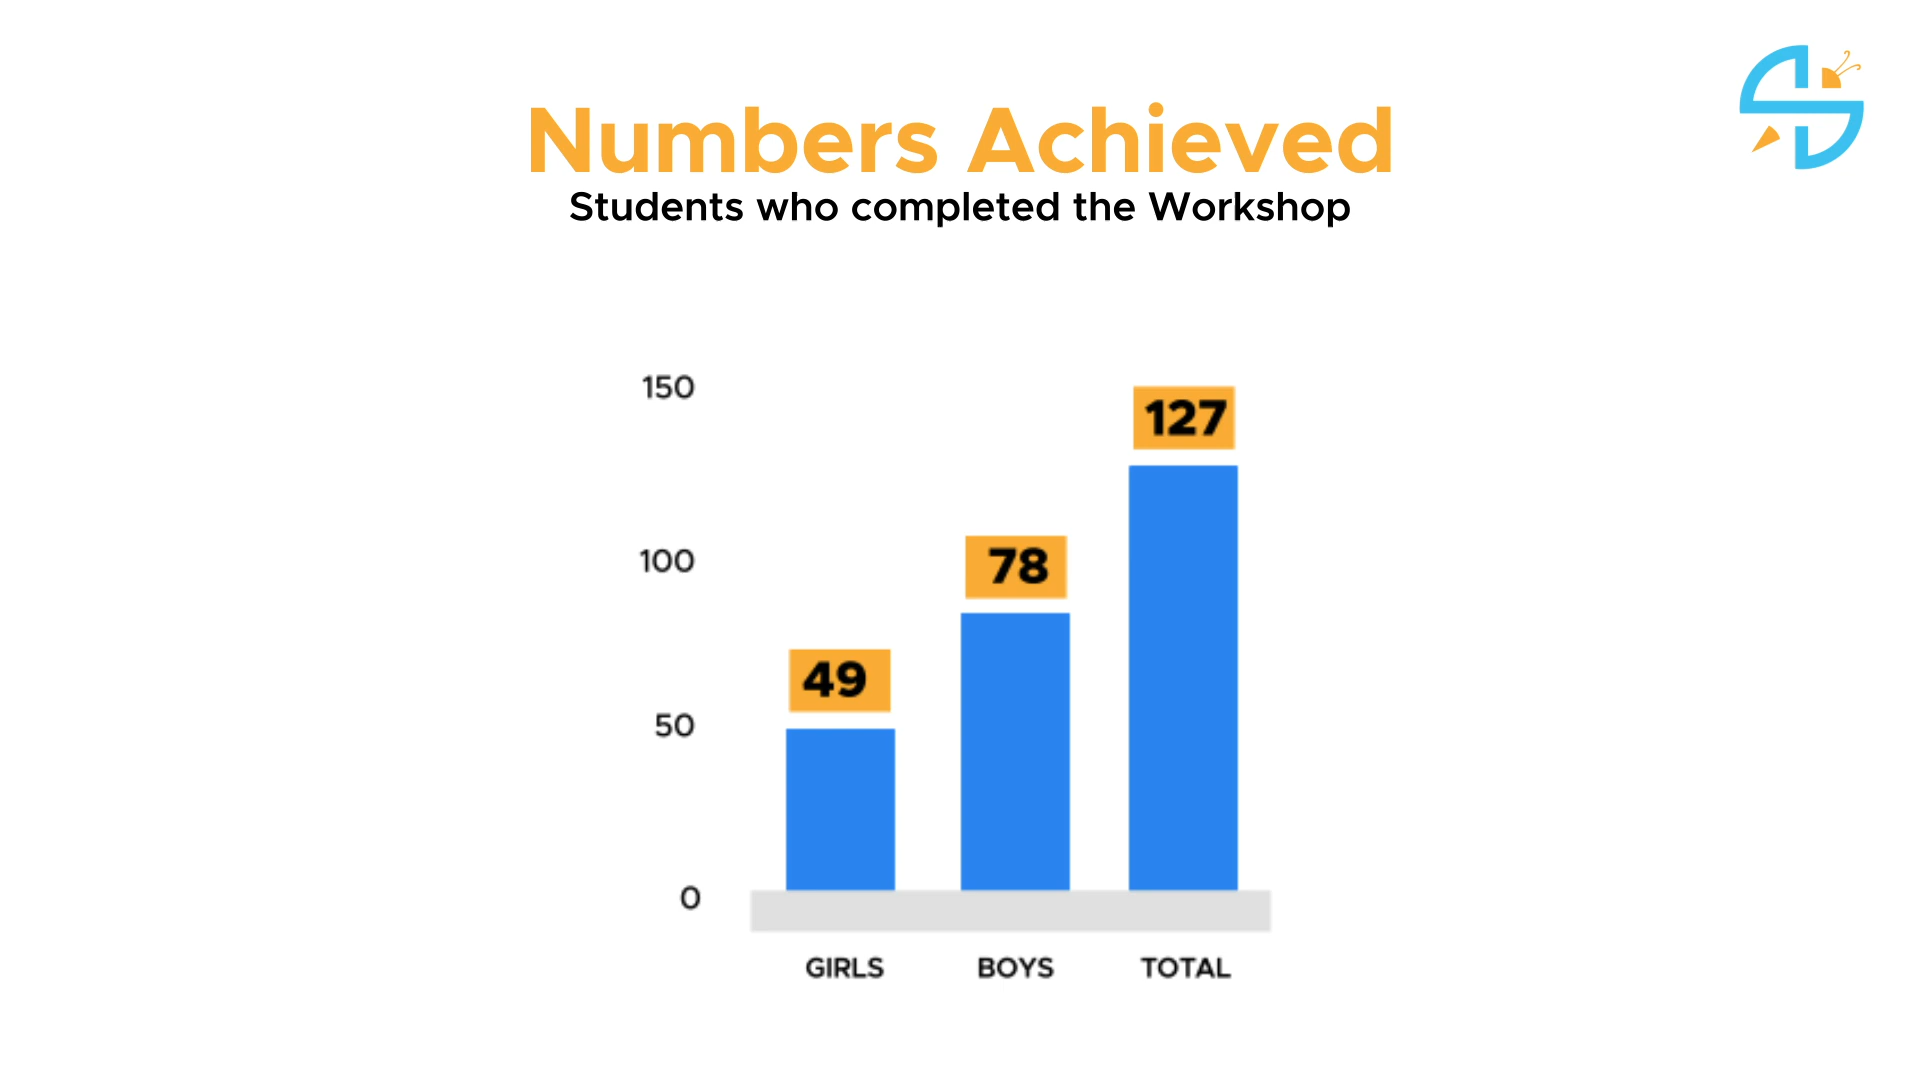 Numbers Achieved
Students who completed the Workshop
150
127
100
78
49
50
0
GIRLS BOYS TOTAL